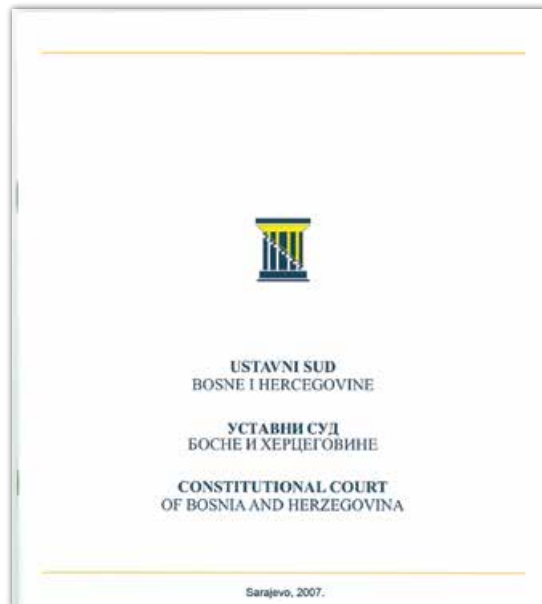 USTAVNI SUD
BOSNE I HERCEGOVINE
УСТАВНИ СУД
БОСНЕ И ХЕРЦЕГОВИНЕ
CONSTITUTIONAL COURT
OF BOSNIA AND HERZEGOVINA
Sarajevo, 2007.